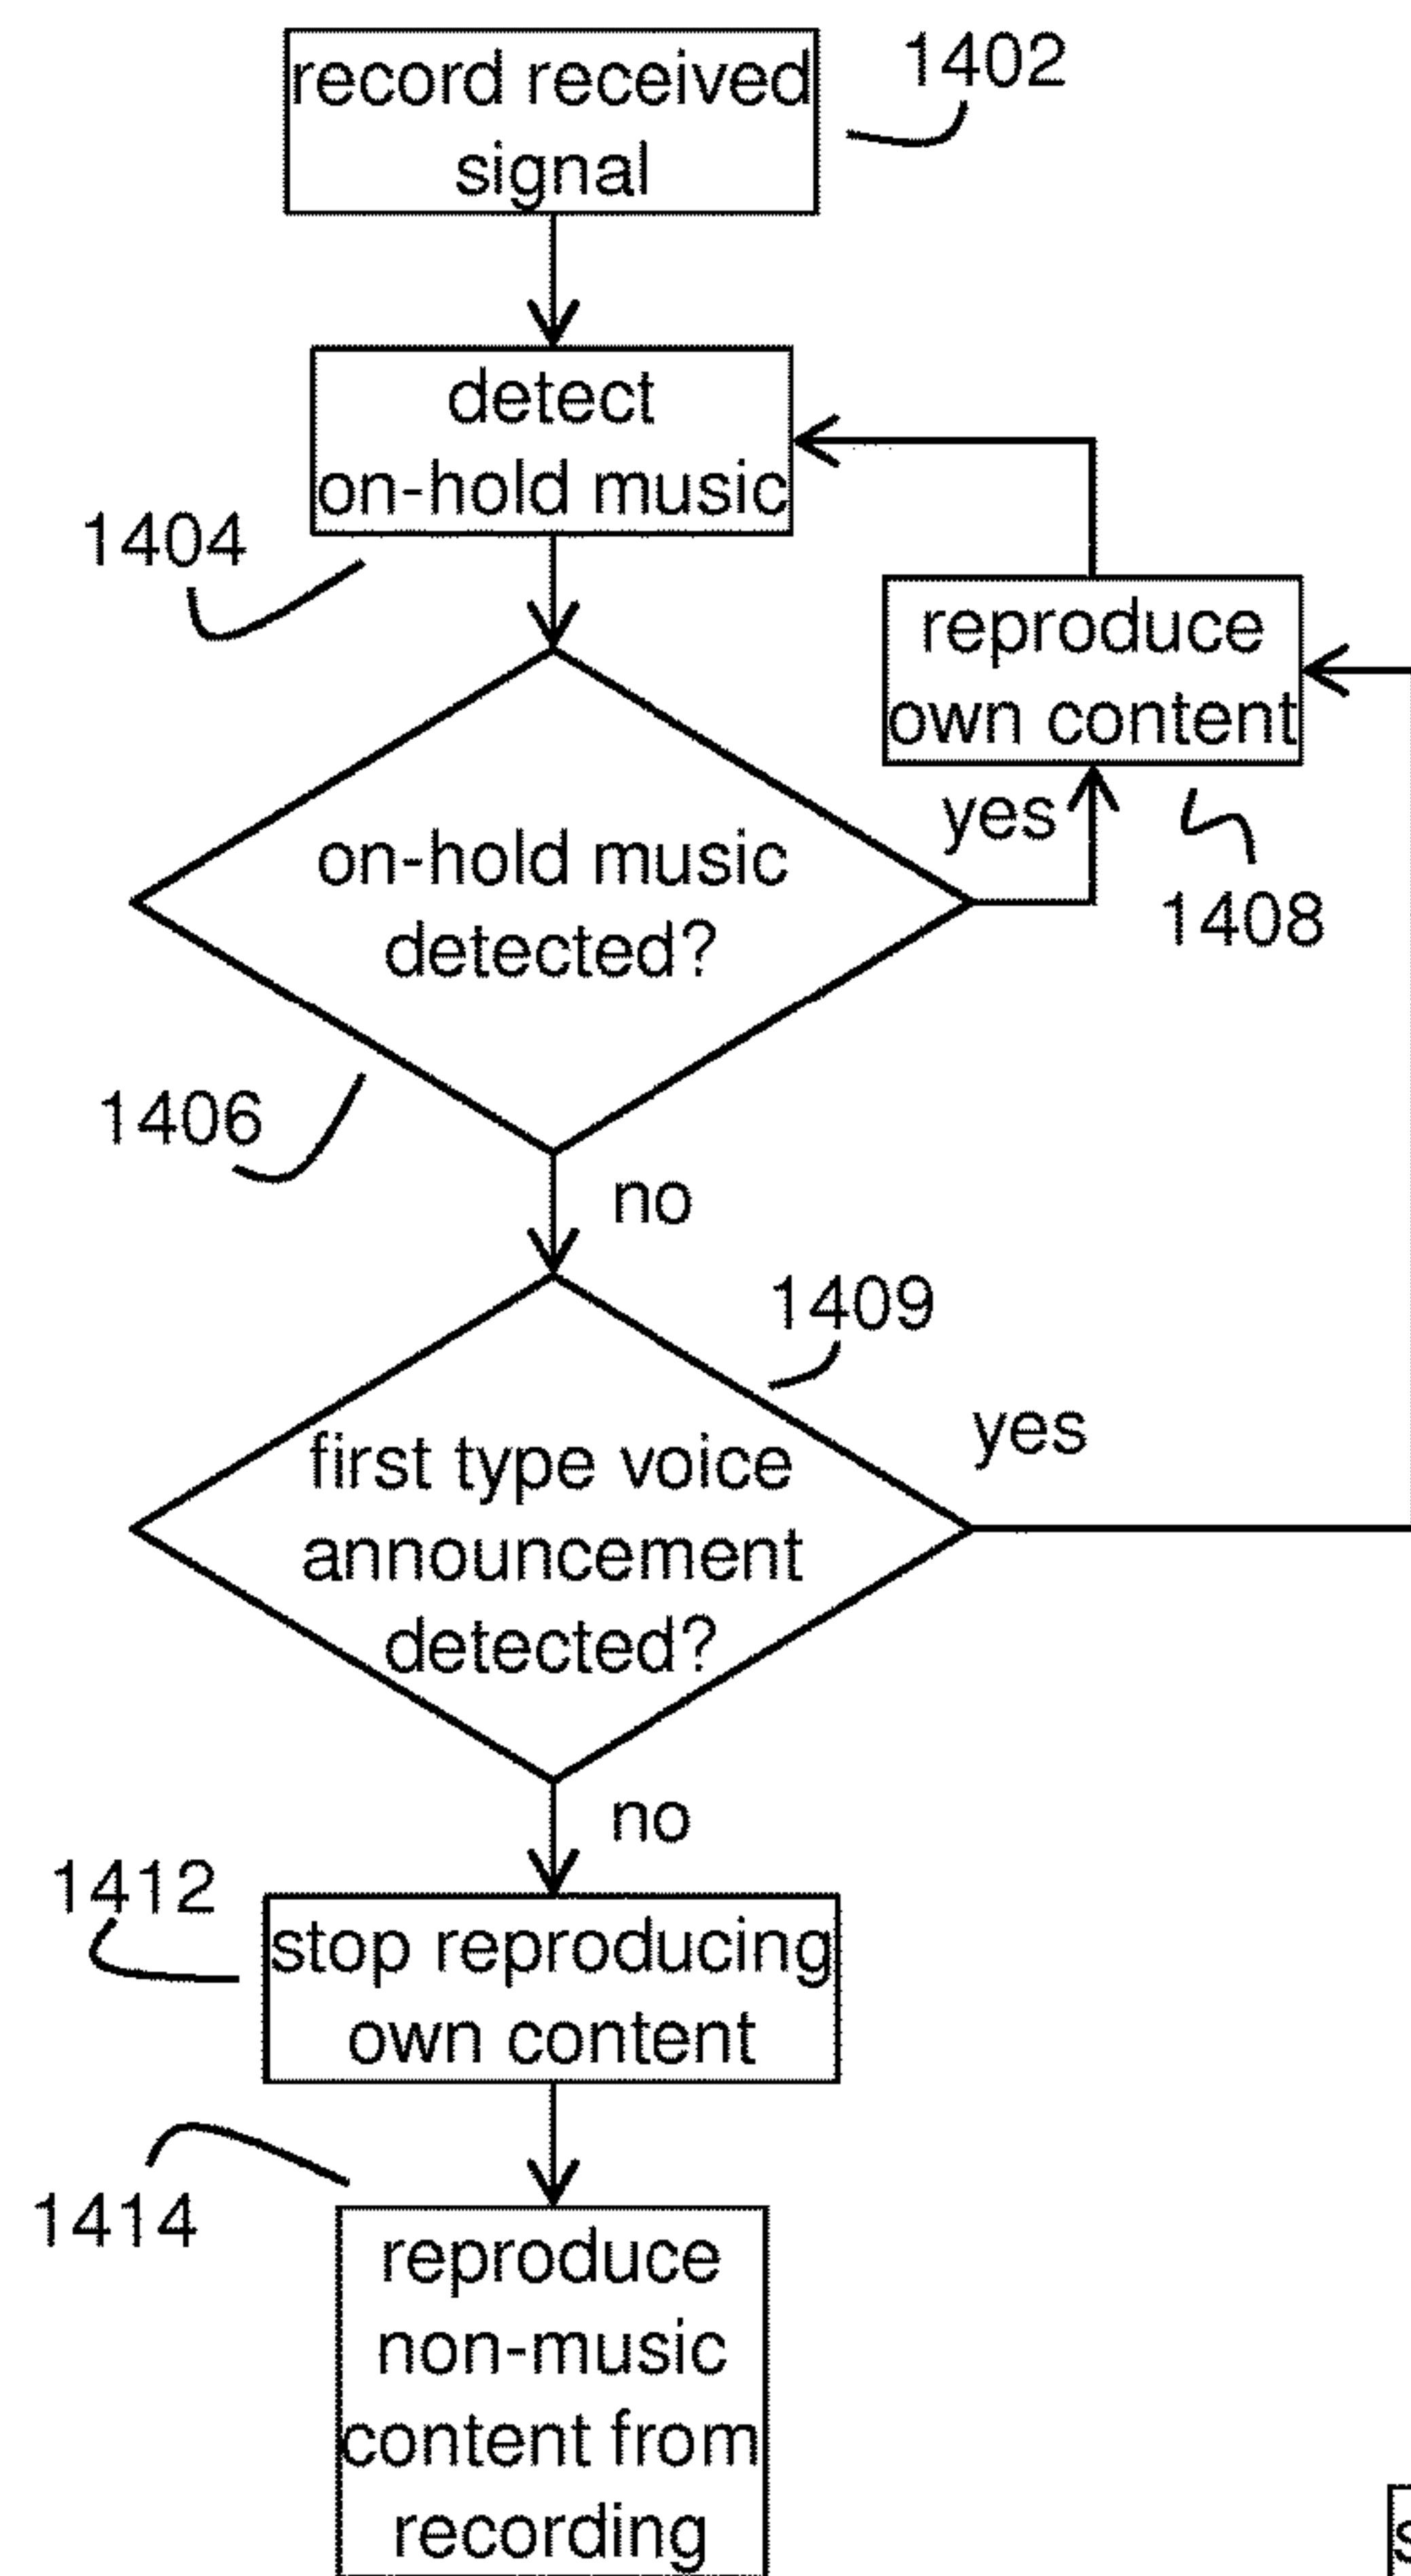 record received
signal
1402
detect
on-hold music
1404
reproduce
own content
yes
1408
on-hold music
detected?
1406
no
1409
first type voice
announcement
detected?
yes
no
1412
stop reproducing
own content
1414
reproduce
non-music
content from
recording